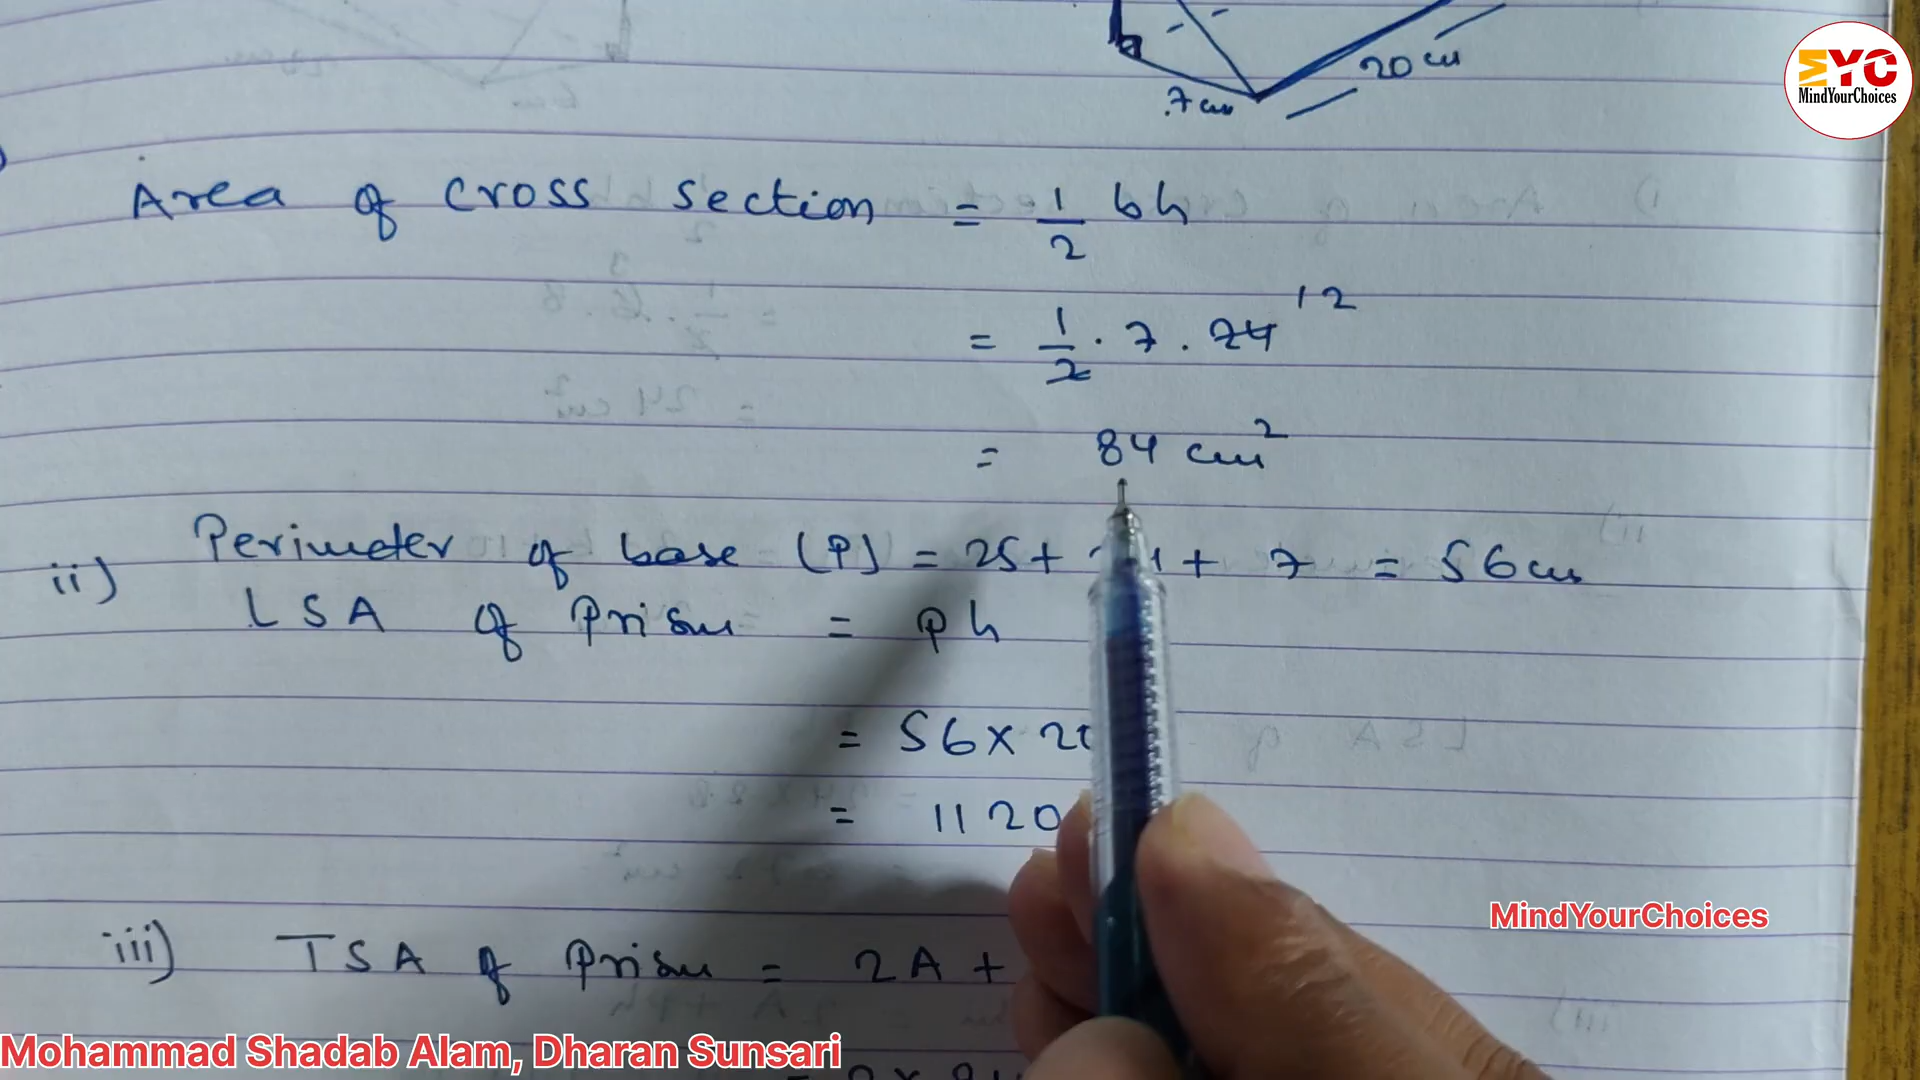 MYC
MindYourChoices
20 cm
7 cm
Area of cross section = 1/2 bh
= 1/2 . 7 . 24 12
= 84 cm²
ii) Perimeter of base (P) = 25 + + 7 = 56 cm
LSA of Prism = Ph
= 56 × 20
= 1120
iii) TSA of Prism = 2A +
MindYourChoices
Mohammad Shadab Alam, Dharan Sunsari